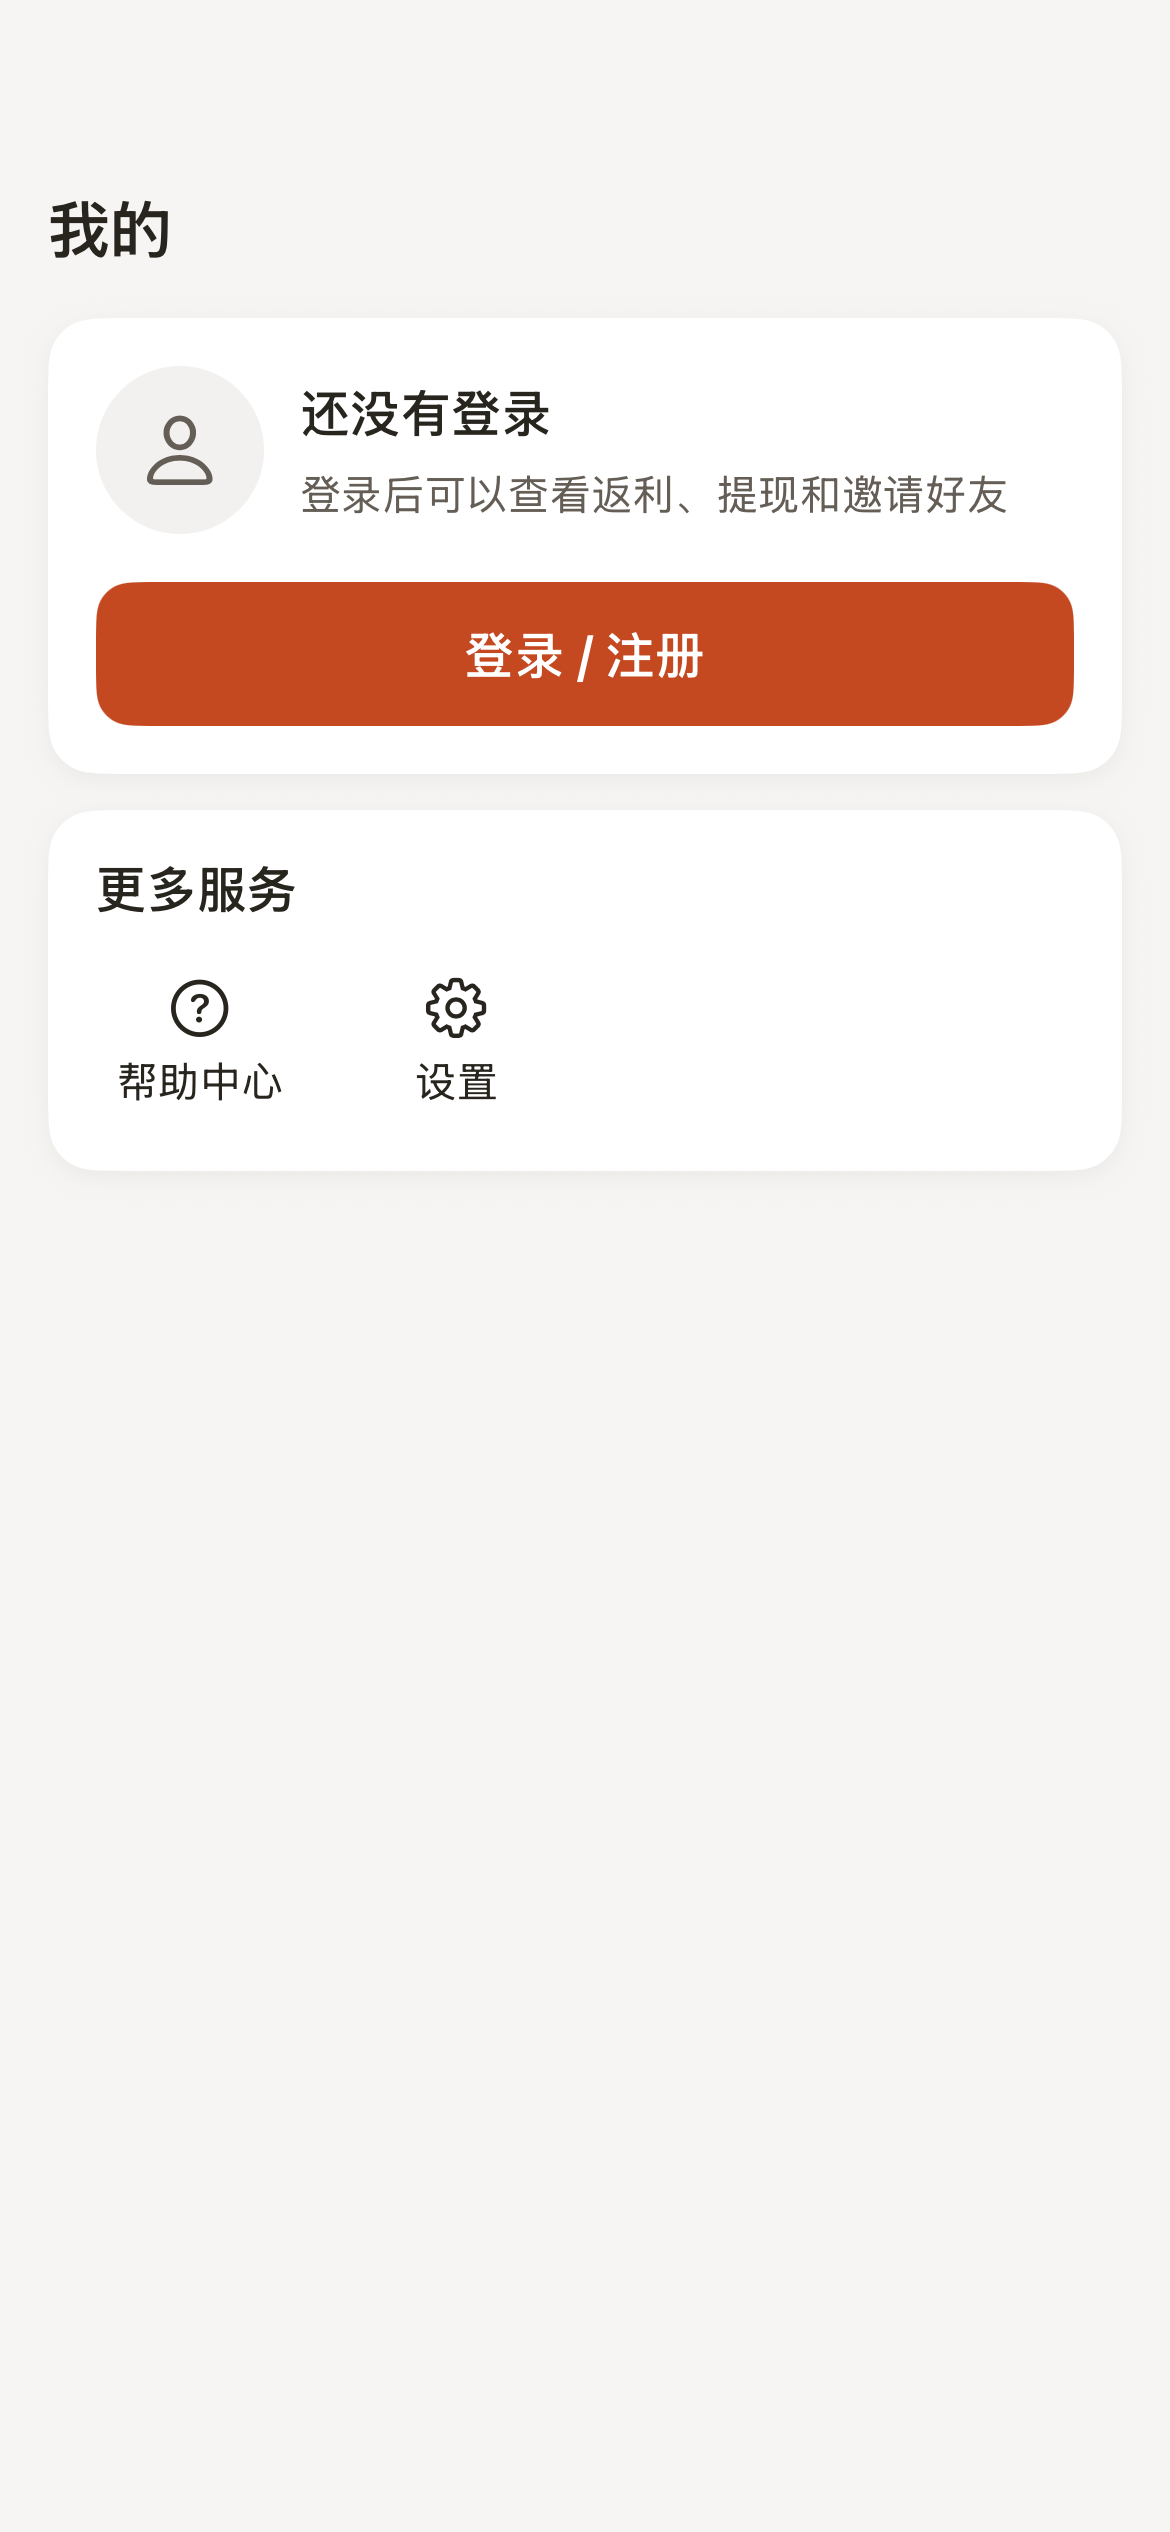 我的
还没有登录
登录后可以查看返利、提现和邀请好友
登录 / 注册
更多服务
帮助中心
设置